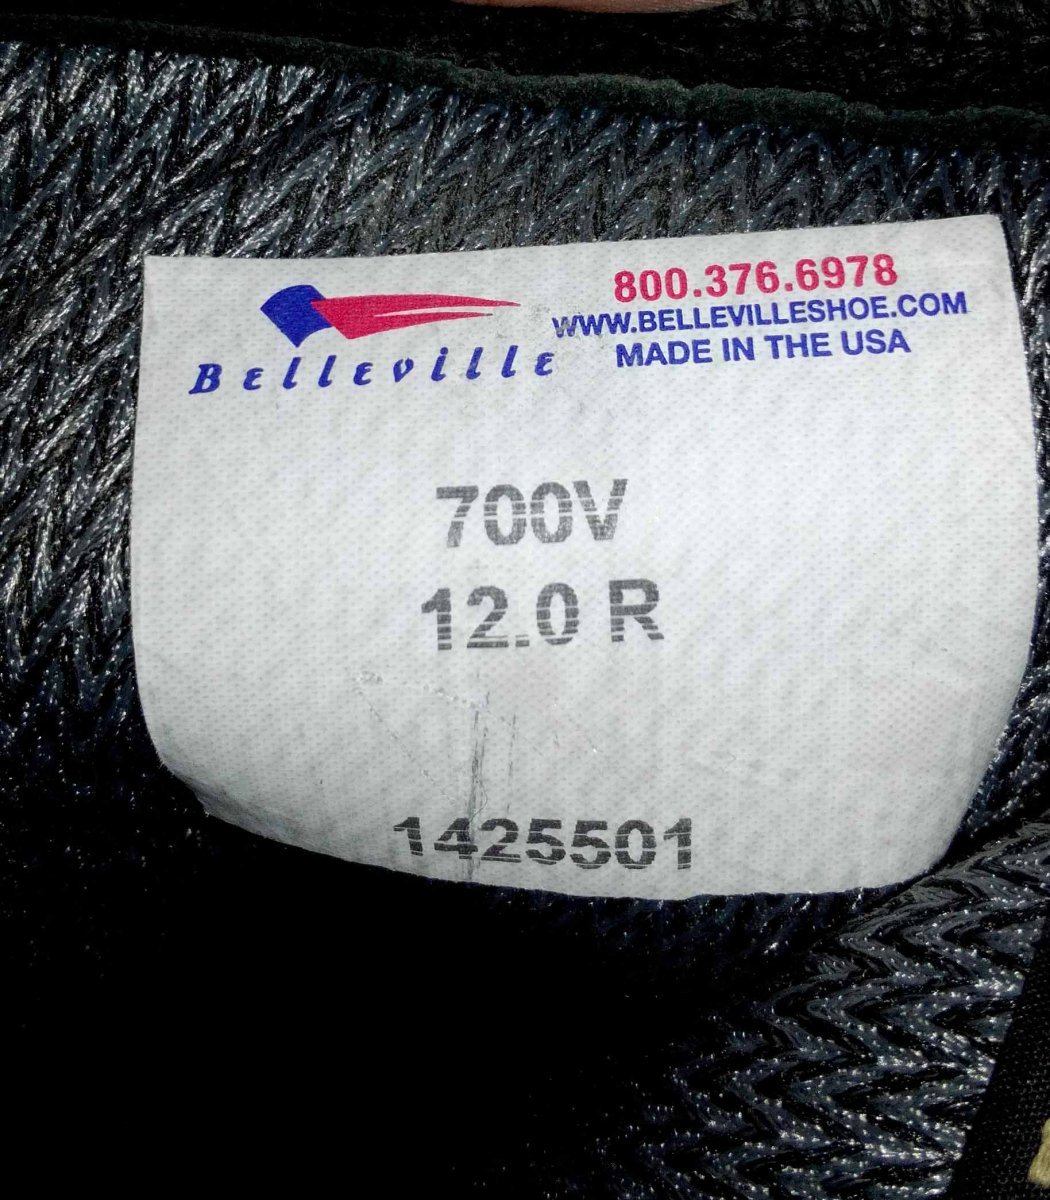 800.376.6978
WWW.BELLEVILLESHOE.COM
MADE IN THE USA
Belleville
700V
12.0 R
1425501